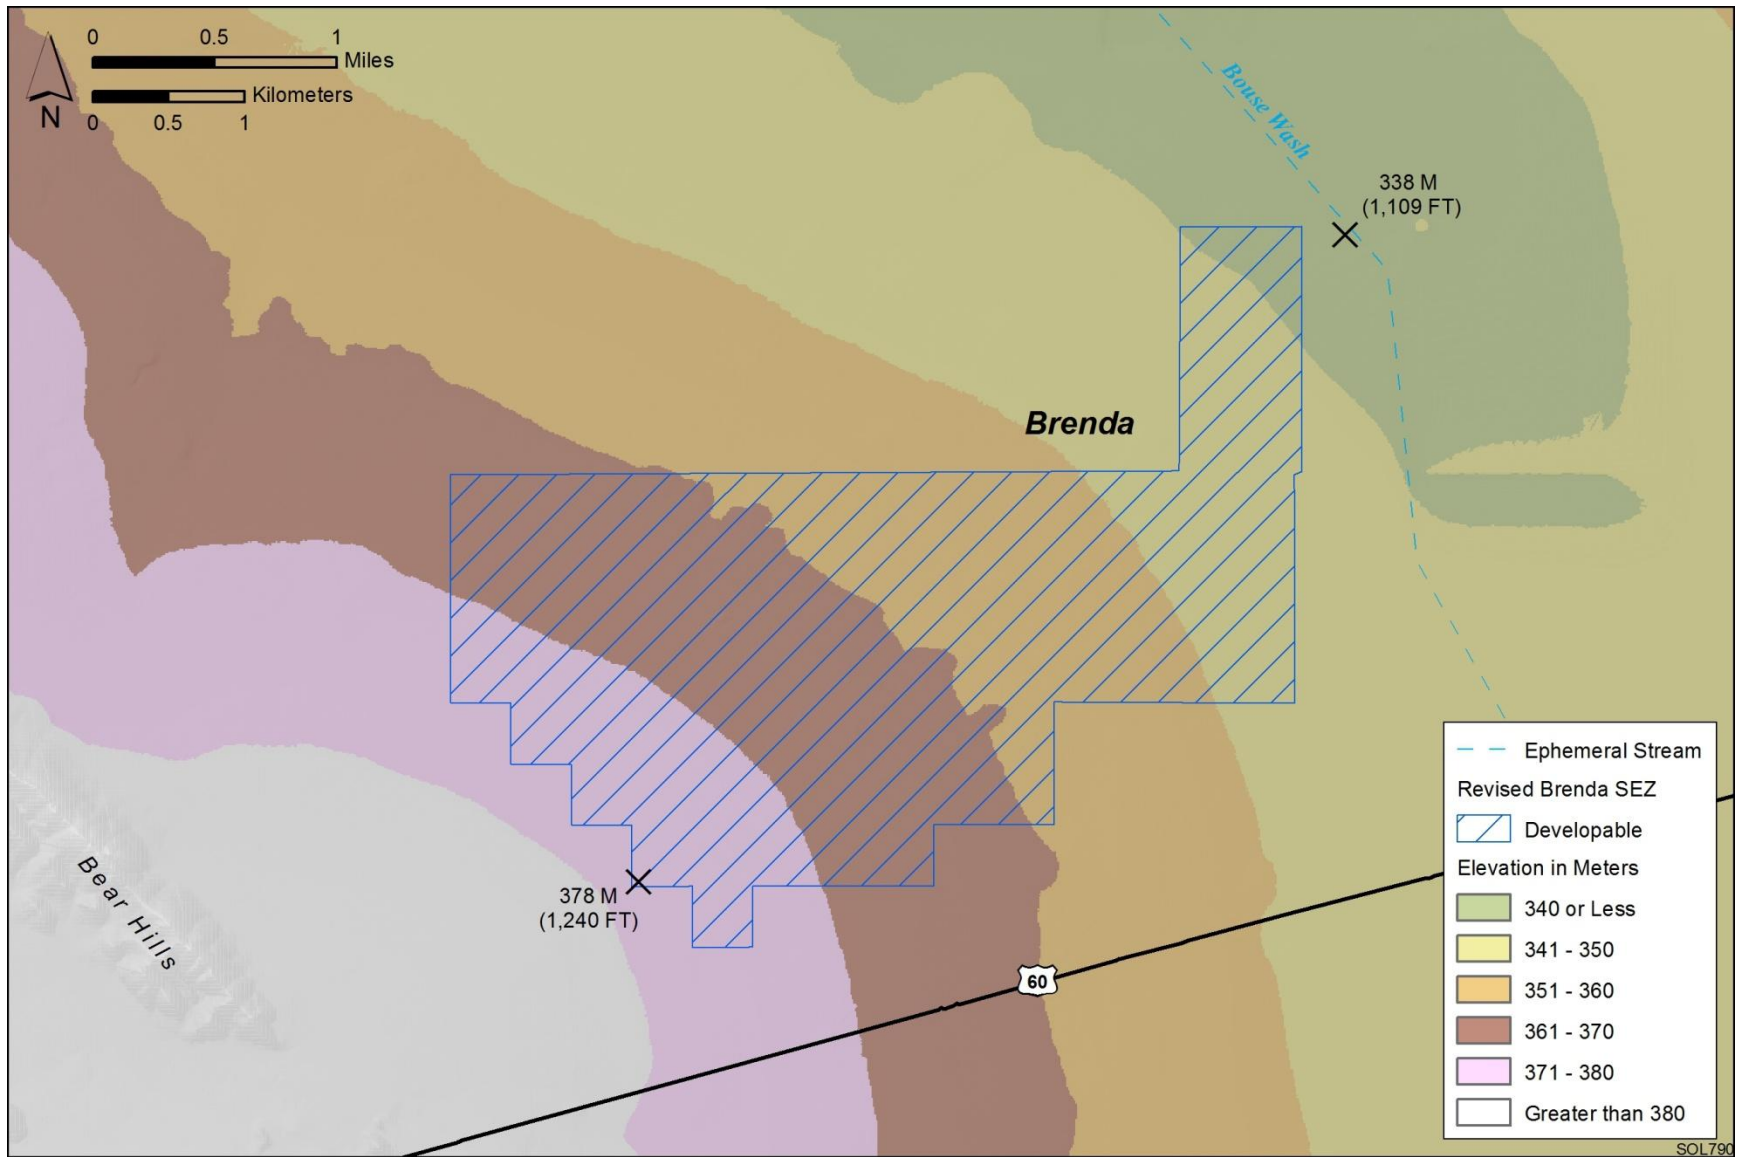 0 0.5 1
Miles
Kilometers
0 0.5 1
N
Bouse Wash
338 M
(1,109 FT)
Brenda
378 M
(1,240 FT)
Bear Hills
60
Ephemeral Stream
Revised Brenda SEZ
Developable
Elevation in Meters
340 or Less
341 - 350
351 - 360
361 - 370
371 - 380
Greater than 380
SOL790